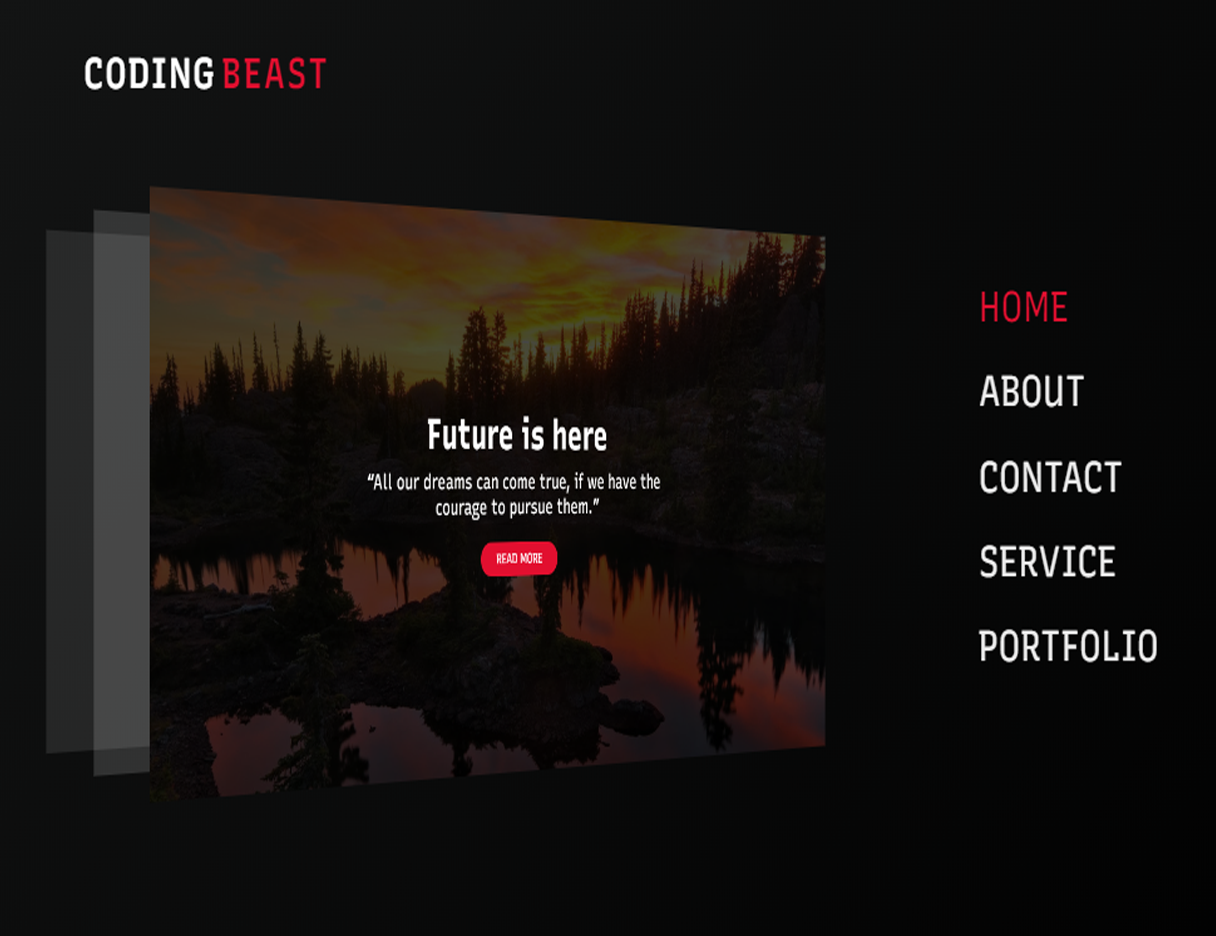 CODING BEAST
Future is here
“All our dreams can come true, if we have the
courage to pursue them.”
READ MORE
HOME
ABOUT
CONTACT
SERVICE
PORTFOLIO